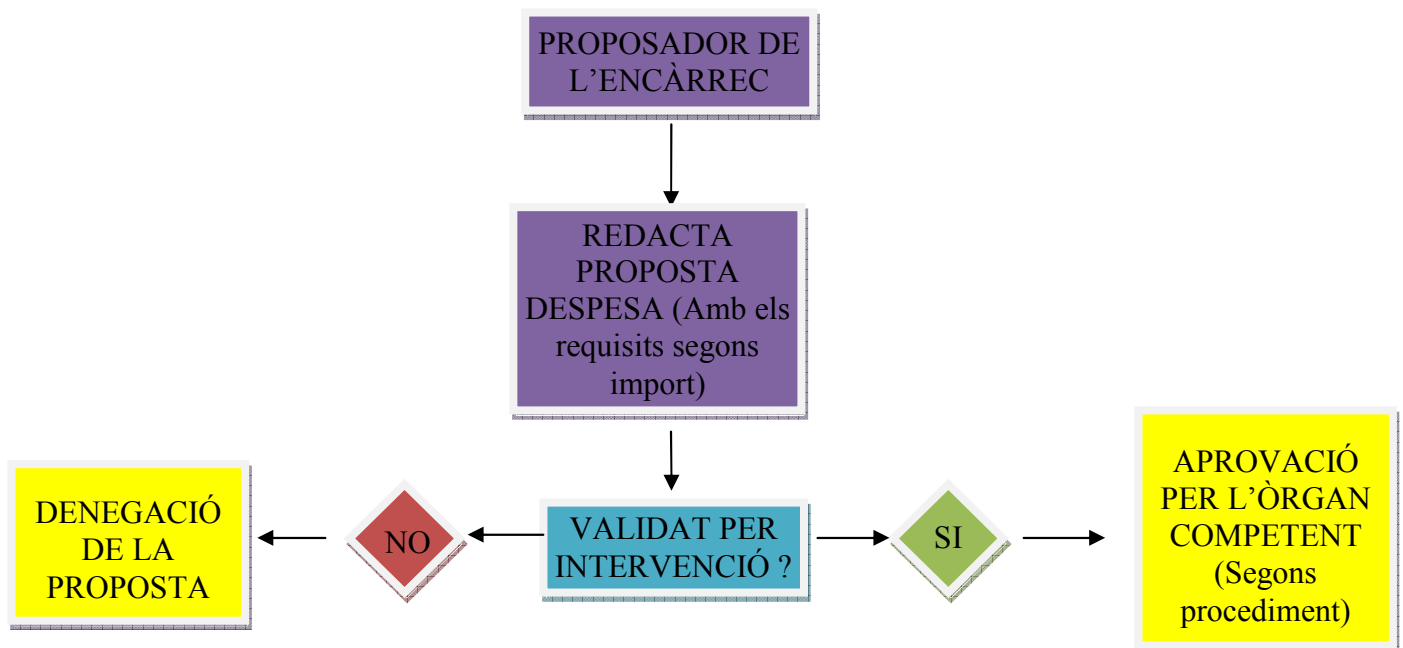 PROPOSADOR DE
L’ENCÀRREC
REDACTA
PROPOSTA
DESPESA (Amb els
requisits segons
import)
DENEGACIÓ
DE LA
PROPOSTA
NO
VALIDAT PER
INTERVENCIÓ ?
SI
APROVACIÓ
PER L’ÒRGAN
COMPETENT
(Segons
procediment)